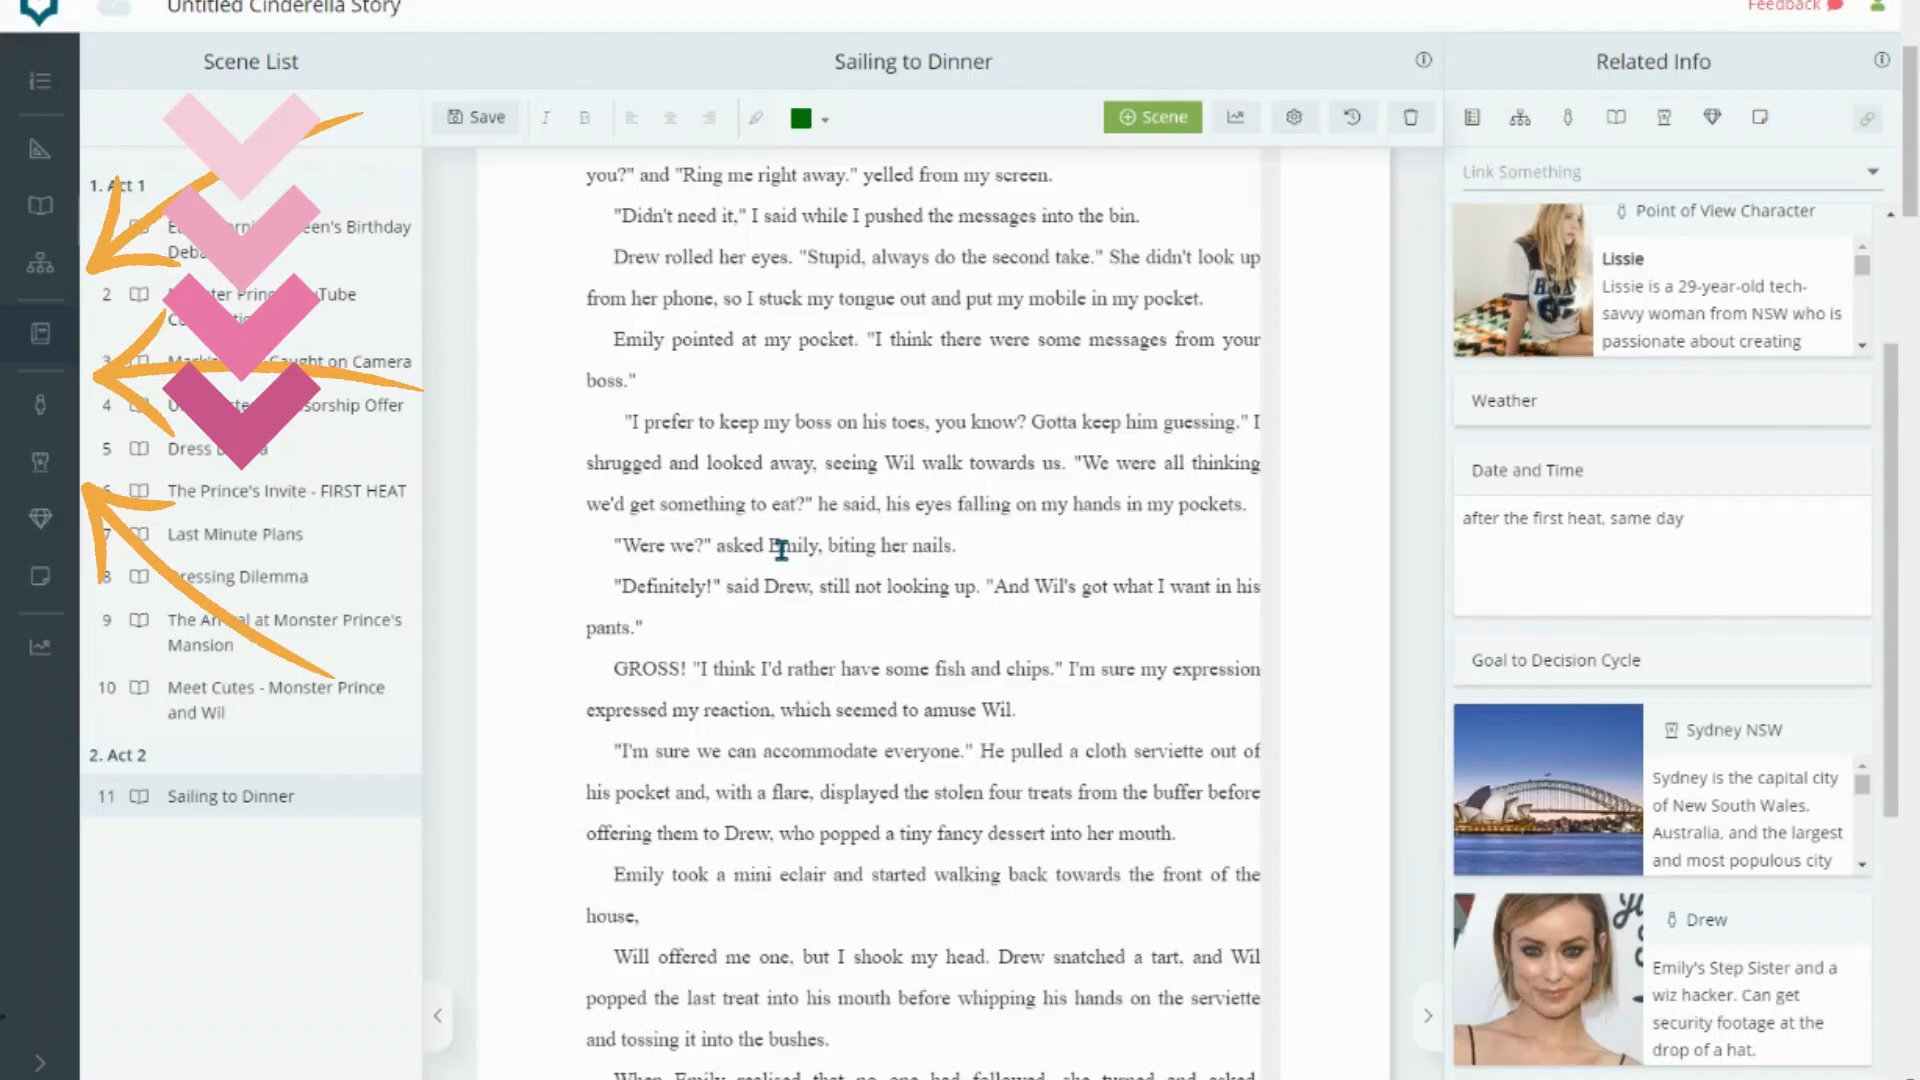 Untitled Cinderella Story
Feedback
Scene List
Sailing to Dinner
Related Info
Save
Scene
Link Something
1. Act 1
Birthday
2
3
Caught on Camera
4
Offer
5 Dress
The Prince's Invite - FIRST HEAT
7 Last Minute Plans
8 Dressing Dilemma
9 The Arrival at Monster Prince's
Mansion
10 Meet Cutes - Monster Prince
and Wil
2. Act 2
11 Sailing to Dinner
you?" and "Ring me right away." yelled from my screen.
"Didn't need it," I said while I pushed the messages into the bin.
Drew rolled her eyes. "Stupid, always do the second take." She didn't look up
from her phone, so I stuck my tongue out and put my mobile in my pocket.
Emily pointed at my pocket. "I think there were some messages from your
boss."
"I prefer to keep my boss on his toes, you know? Gotta keep him guessing." I
shrugged and looked away, seeing Wil walk towards us. "We were all thinking
we'd get something to eat?" he said, his eyes falling on my hands in my pockets.
"Were we?" asked Emily, biting her nails.
"Definitely!" said Drew, still not looking up. "And Wil's got what I want in his
pants."
GROSS! "I think I'd rather have some fish and chips." I'm sure my expression
expressed my reaction, which seemed to amuse Wil.
"I'm sure we can accommodate everyone." He pulled a cloth serviette out of
his pocket and, with a flare, displayed the stolen four treats from the buffer before
offering them to Drew, who popped a tiny fancy dessert into her mouth.
Emily took a mini eclair and started walking back towards the front of the
house,
Will offered me one, but I shook my head. Drew snatched a tart, and Wil
popped the last treat into his mouth before whipping his hands on the serviette
and tossing it into the bushes.
When Emily realised that no one had followed, she turned and asked,
Point of View Character
Lissie
Lissie is a 29-year-old tech-
savvy woman from NSW who is
passionate about creating
Weather
Date and Time
after the first heat, same day
Goal to Decision Cycle
Sydney NSW
Sydney is the capital city
of New South Wales,
Australia, and the largest
and most populous city
Drew
Emily's Step Sister and a
wiz hacker. Can get
security footage at the
drop of a hat.